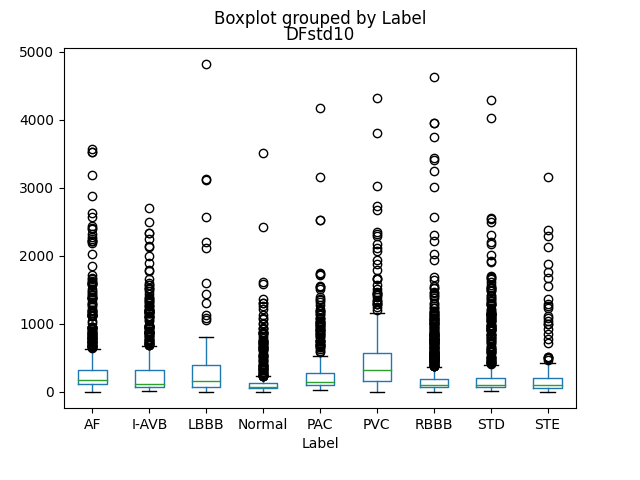 Boxplot grouped by Label
DFstd10
5000
4000
3000
2000
1000
0
AF I-AVB LBBB Normal PAC PVC RBBB STD STE
Label